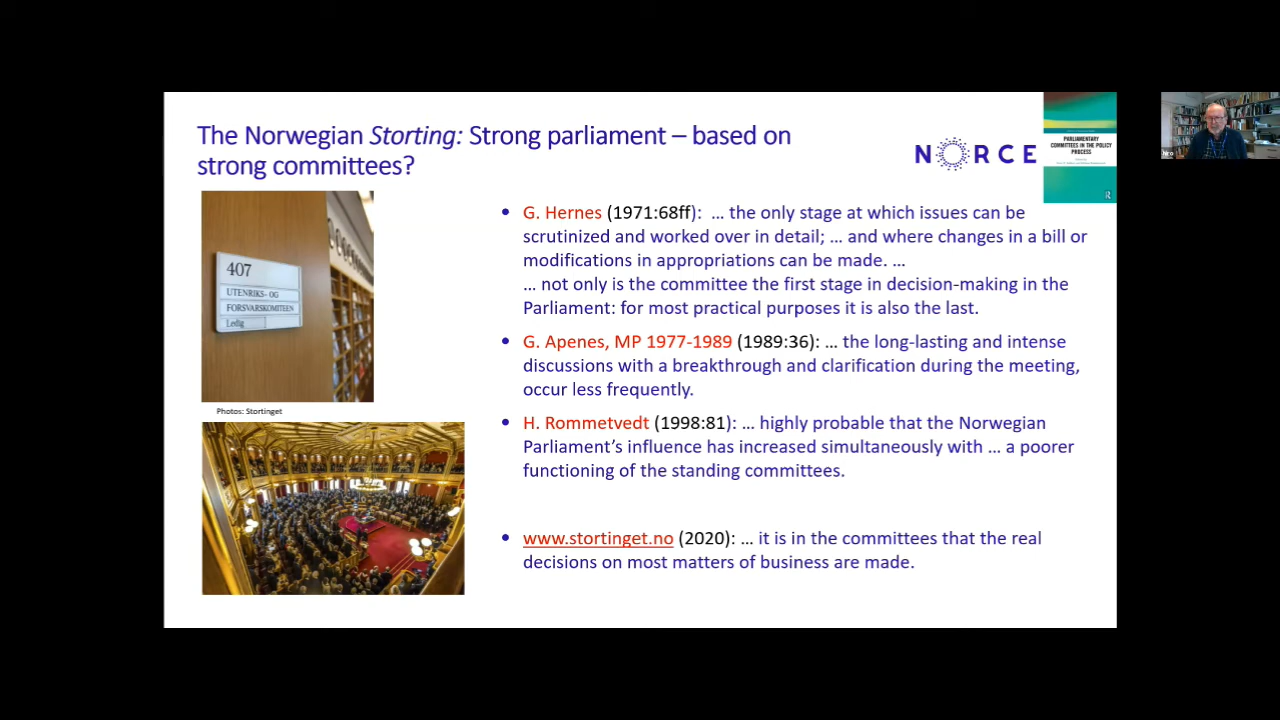 The Norwegian Storting: Strong parliament – based on
strong committees?
NORCE
PARLIAMENTARY
COMMITTEES IN THE POLICY
PROCESS
407
UTENRIKS- OG
FORSVARSKOMITEEN
Ledig
Photos: Stortinget
• G. Hernes (1971:68ff): … the only stage at which issues can be
scrutinized and worked over in detail; … and where changes in a bill or
modifications in appropriations can be made. …
… not only is the committee the first stage in decision-making in the
Parliament: for most practical purposes it is also the last.
• G. Apenes, MP 1977-1989 (1989:36): … the long-lasting and intense
discussions with a breakthrough and clarification during the meeting,
occur less frequently.
• H. Rommetvedt (1998:81): … highly probable that the Norwegian
Parliament’s influence has increased simultaneously with … a poorer
functioning of the standing committees.
• www.stortinget.no (2020): … it is in the committees that the real
decisions on most matters of business are made.